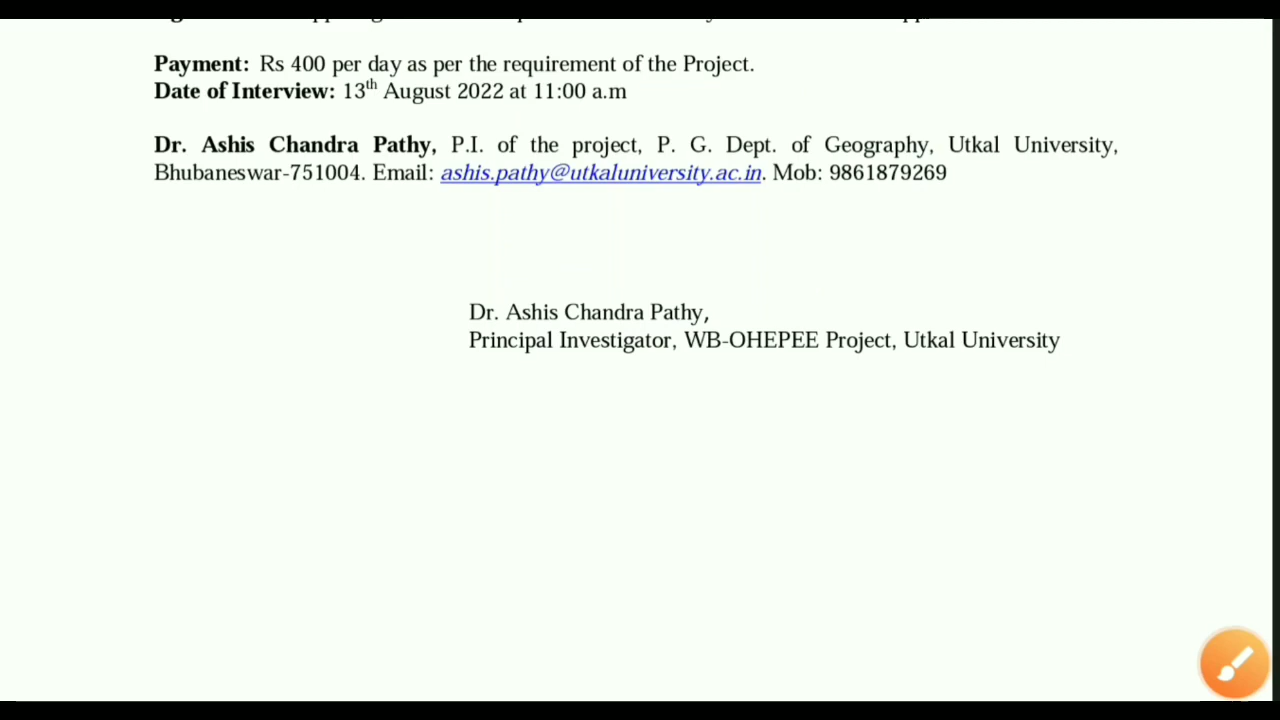 Payment: Rs 400 per day as per the requirement of the Project.
Date of Interview: 13th August 2022 at 11:00 a.m
Dr. Ashis Chandra Pathy, P.I. of the project, P. G. Dept. of Geography, Utkal University,
Bhubaneswar-751004. Email: ashis.pathy@utkaluniversity.ac.in. Mob: 9861879269
Dr. Ashis Chandra Pathy,
Principal Investigator, WB-OHEPEE Project, Utkal University